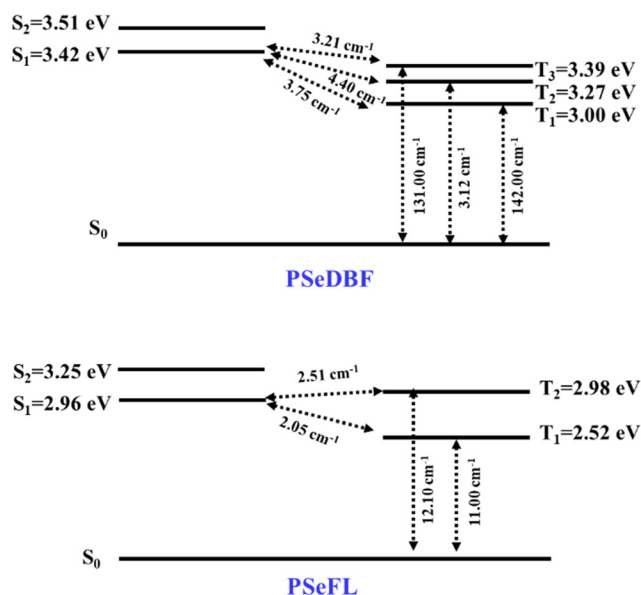 S₂=3.51 eV
S₁=3.42 eV
3.21 cm⁻¹
4.40 cm⁻¹
3.75 cm⁻¹
T₃=3.39 eV
T₂=3.27 eV
T₁=3.00 eV
131.00 cm⁻¹
3.12 cm⁻¹
142.00 cm⁻¹
S₀
PSeDBF
S₂=3.25 eV
S₁=2.96 eV
2.51 cm⁻¹
2.05 cm⁻¹
T₂=2.98 eV
T₁=2.52 eV
12.10 cm⁻¹
11.00 cm⁻¹
S₀
PSeFL